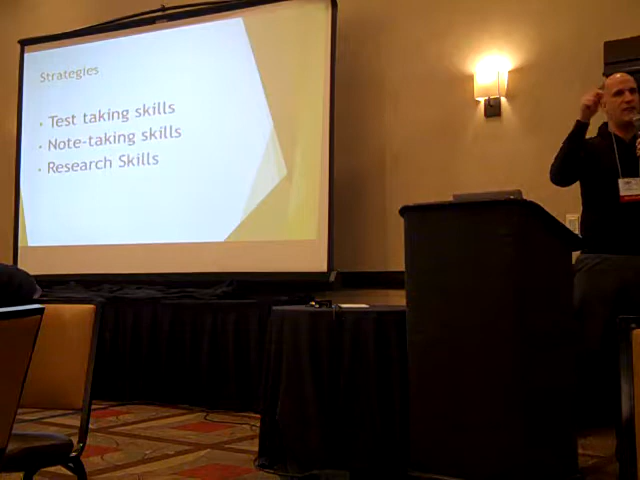 Strategies
• Test taking skills
• Note-taking skills
• Research Skills